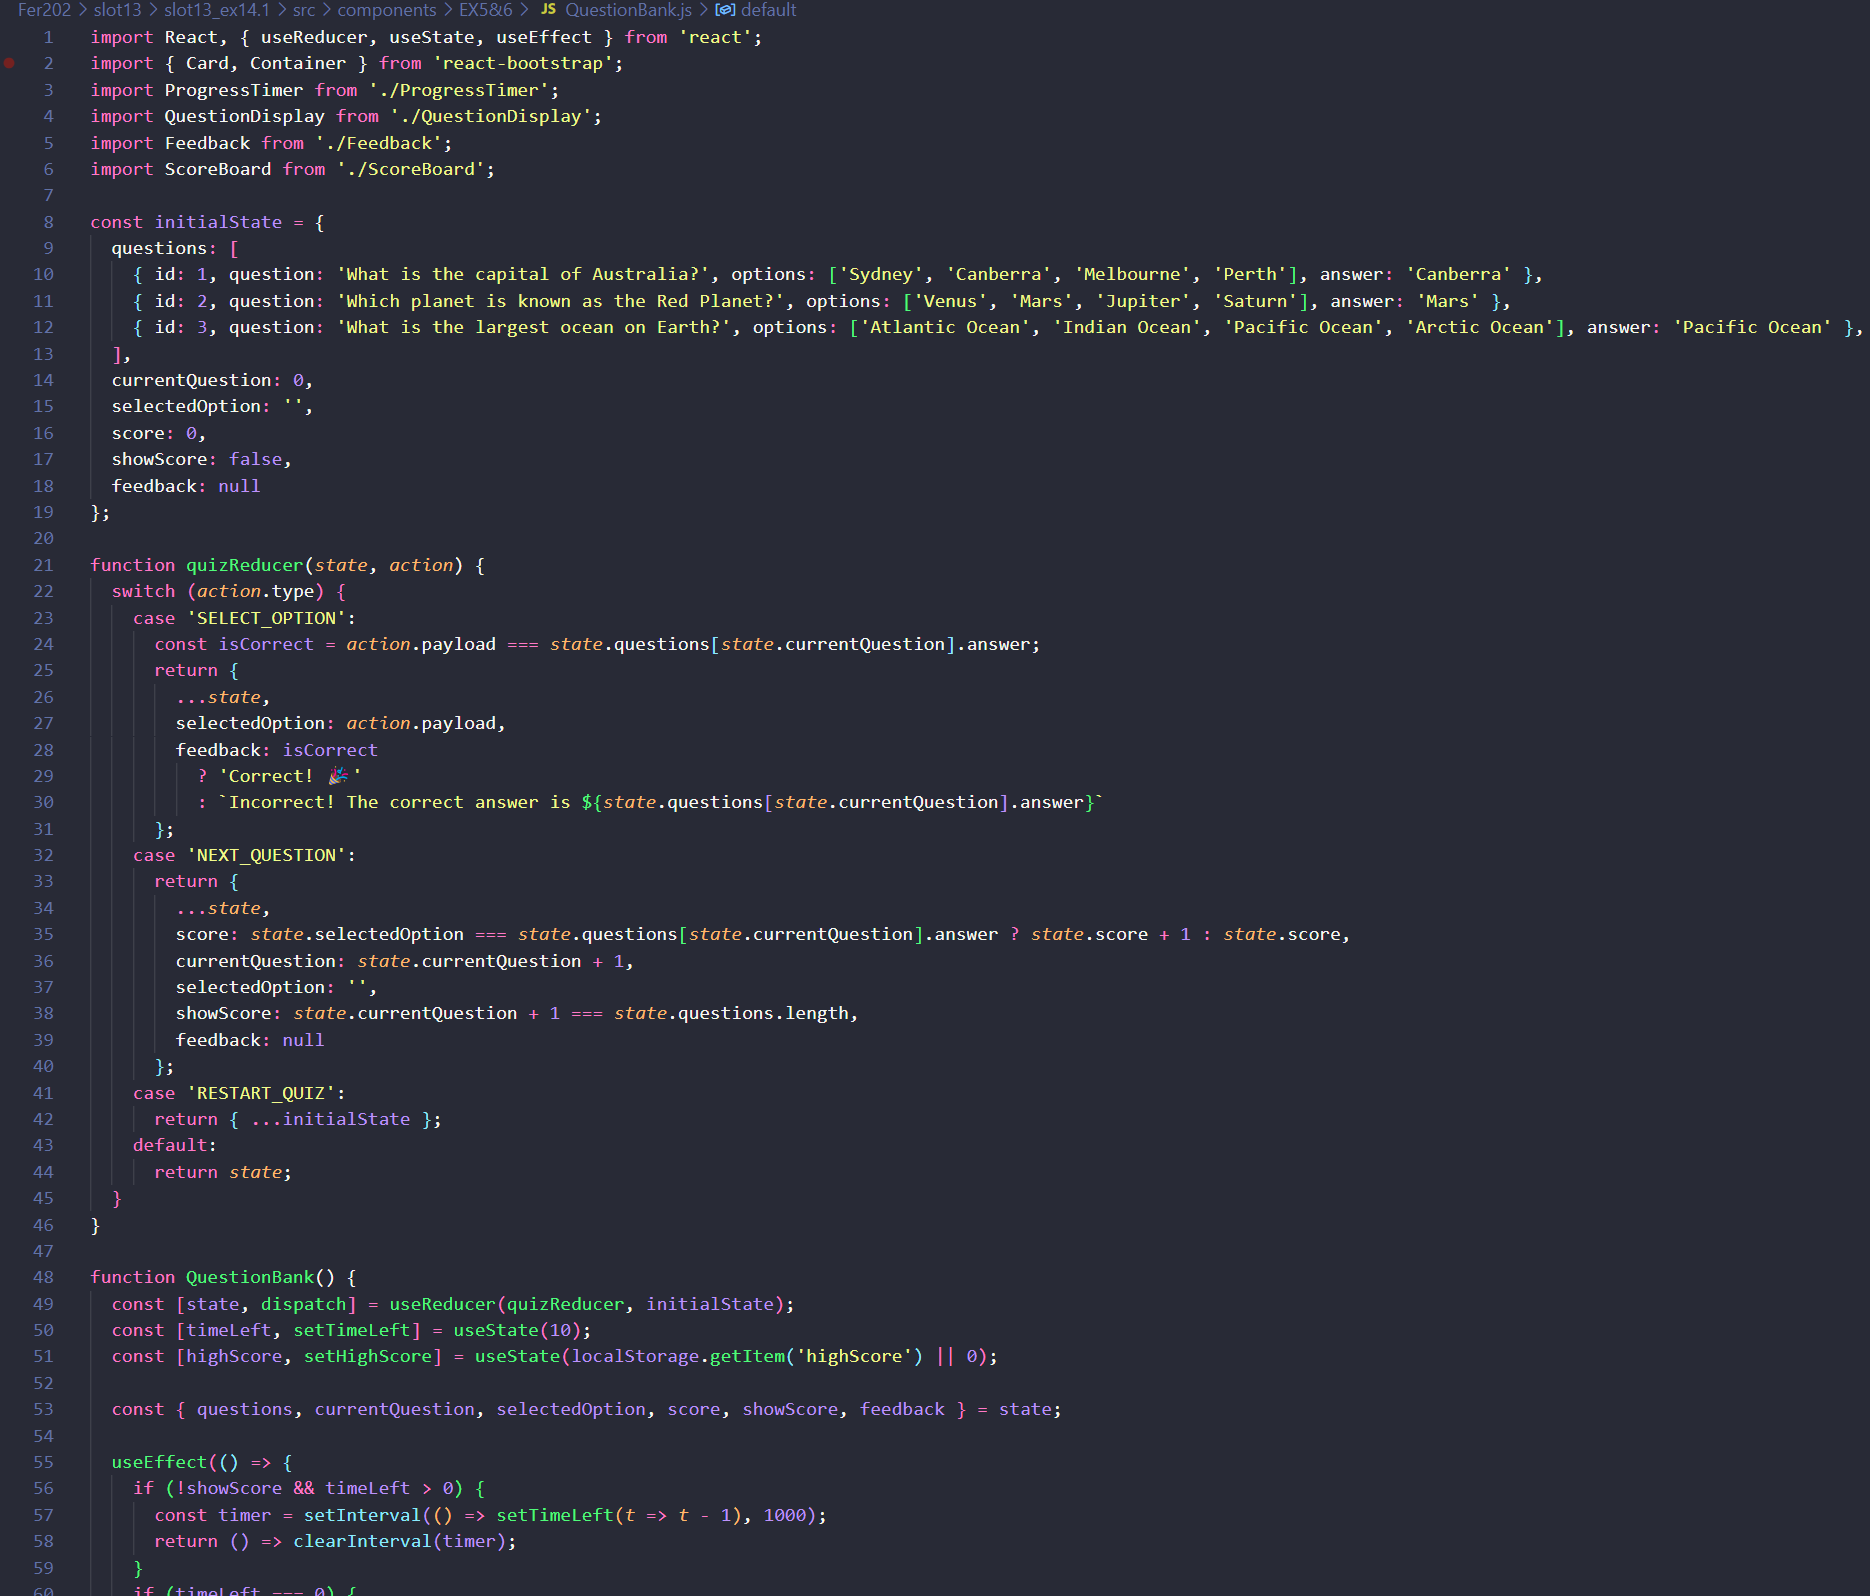 Fer202 > slot13 > slot13_ex14.1 > src > components > EX5&6 > JS QuestionBank.js > default
1 import React, { useReducer, useState, useEffect } from 'react';
2 import { Card, Container } from 'react-bootstrap';
3 import ProgressTimer from './ProgressTimer';
4 import QuestionDisplay from './QuestionDisplay';
5 import Feedback from './Feedback';
6 import ScoreBoard from './ScoreBoard';
7
8 const initialState = {
9   questions: [
10     { id: 1, question: 'What is the capital of Australia?', options: ['Sydney', 'Canberra', 'Melbourne', 'Perth'], answer: 'Canberra' },
11     { id: 2, question: 'Which planet is known as the Red Planet?', options: ['Venus', 'Mars', 'Jupiter', 'Saturn'], answer: 'Mars' },
12     { id: 3, question: 'What is the largest ocean on Earth?', options: ['Atlantic Ocean', 'Indian Ocean', 'Pacific Ocean', 'Arctic Ocean'], answer: 'Pacific Ocean' },
13   ],
14   currentQuestion: 0,
15   selectedOption: '',
16   score: 0,
17   showScore: false,
18   feedback: null
19 };
20
21 function quizReducer(state, action) {
22   switch (action.type) {
23     case 'SELECT_OPTION':
24       const isCorrect = action.payload === state.questions[state.currentQuestion].answer;
25       return {
26         ...state,
27         selectedOption: action.payload,
28         feedback: isCorrect
29           ? 'Correct! 🎉'
30           : `Incorrect! The correct answer is ${state.questions[state.currentQuestion].answer}`
31       };
32     case 'NEXT_QUESTION':
33       return {
34         ...state,
35         score: state.selectedOption === state.questions[state.currentQuestion].answer ? state.score + 1 : state.score,
36         currentQuestion: state.currentQuestion + 1,
37         selectedOption: '',
38         showScore: state.currentQuestion + 1 === state.questions.length,
39         feedback: null
40       };
41     case 'RESTART_QUIZ':
42       return { ...initialState };
43     default:
44       return state;
45   }
46 }
47
48 function QuestionBank() {
49   const [state, dispatch] = useReducer(quizReducer, initialState);
50   const [timeLeft, setTimeLeft] = useState(10);
51   const [highScore, setHighScore] = useState(localStorage.getItem('highScore') || 0);
52
53   const { questions, currentQuestion, selectedOption, score, showScore, feedback } = state;
54
55   useEffect(() => {
56     if (!showScore && timeLeft > 0) {
57       const timer = setInterval(() => setTimeLeft(t => t - 1), 1000);
58       return () => clearInterval(timer);
59     }
60     if (timeLeft === 0) {